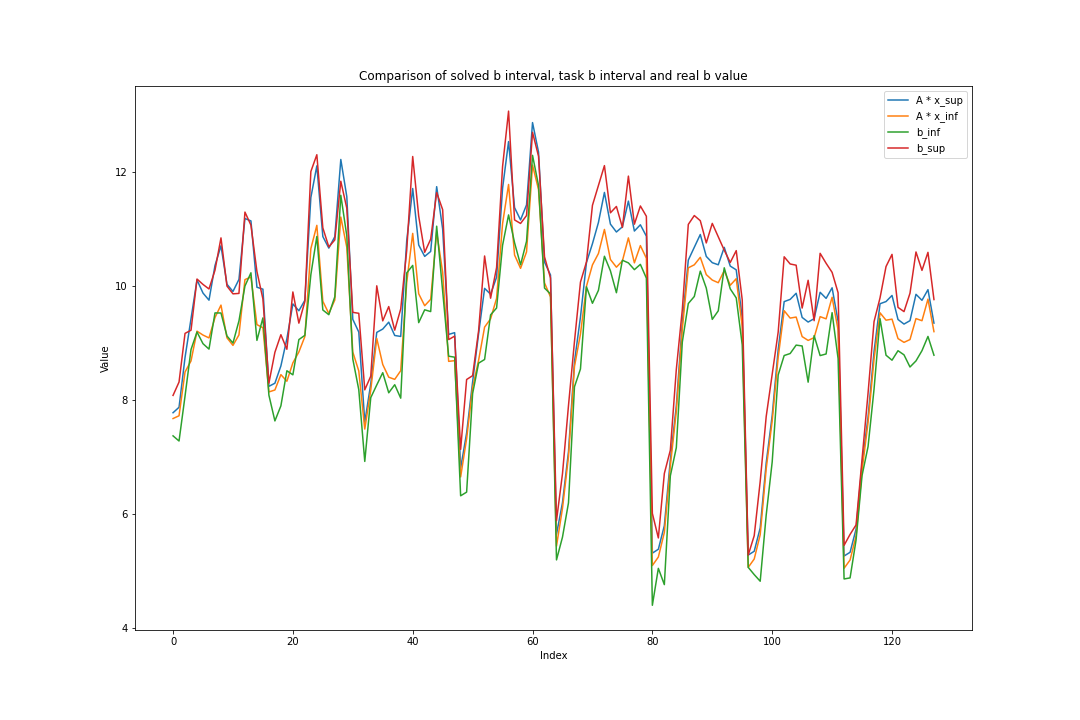 Comparison of solved b interval, task b interval and real b value
A * x_sup
A * x_inf
b_inf
b_sup
12
10
8
6
4
Value
0 20 40 60 80 100 120
Index